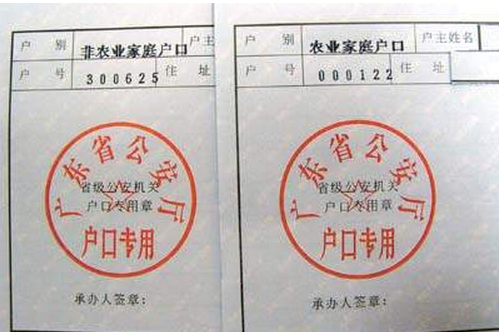 户 别 非农业家庭户口 户主
户 号 300625 住 址
广东省公安厅
省级公安机关
户口专用章
户口专用
承办人签章：
户 别 农业家庭户口 户主姓名
户 号 000122 住 址
广东省公安厅
省级公安机关
户口专用章
户口专用
承办人签章：